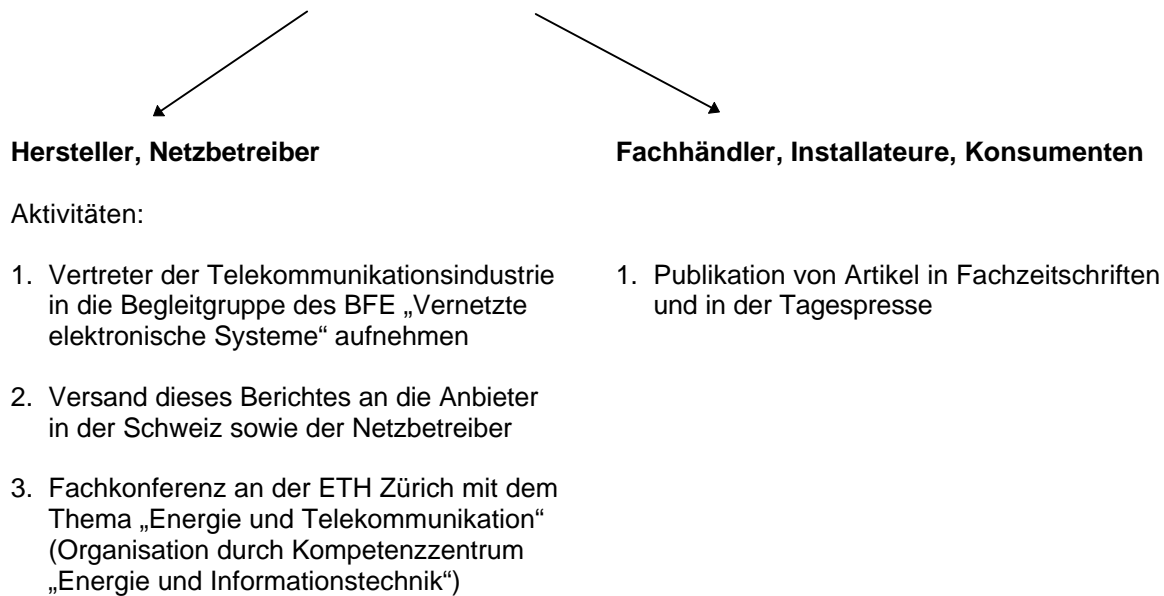 Hersteller, Netzbetreiber
Fachhändler, Installateure, Konsumenten
Aktivitäten:
1. Vertreter der Telekommunikationsindustrie
in die Begleitgruppe des BFE „Vernetzte
elektronische Systeme“ aufnehmen
2. Versand dieses Berichtes an die Anbieter
in der Schweiz sowie der Netzbetreiber
3. Fachkonferenz an der ETH Zürich mit dem
Thema „Energie und Telekommunikation“
(Organisation durch Kompetenzzentrum
„Energie und Informationstechnik“)
1. Publikation von Artikel in Fachzeitschriften
und in der Tagespresse